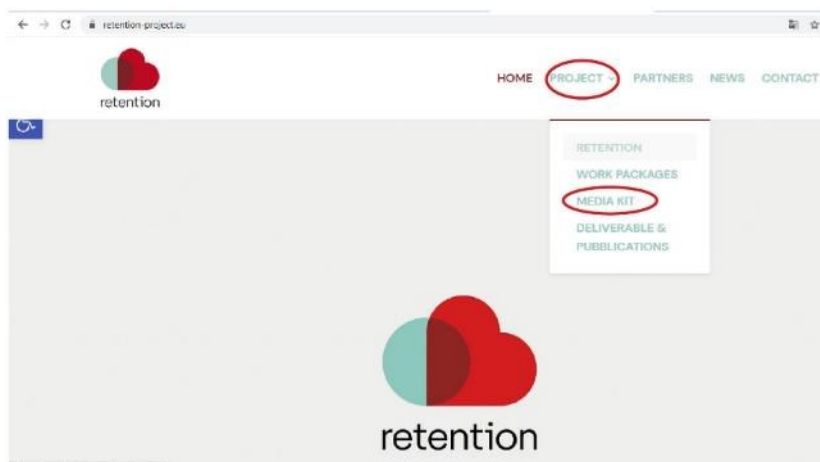 retention-project.eu
retention
HOME PROJECT PARTNERS NEWS CONTACT
RETENTION
WORK PACKAGES
MEDIA KIT
DELIVERABLE &
PUBBLICATIONS
retention